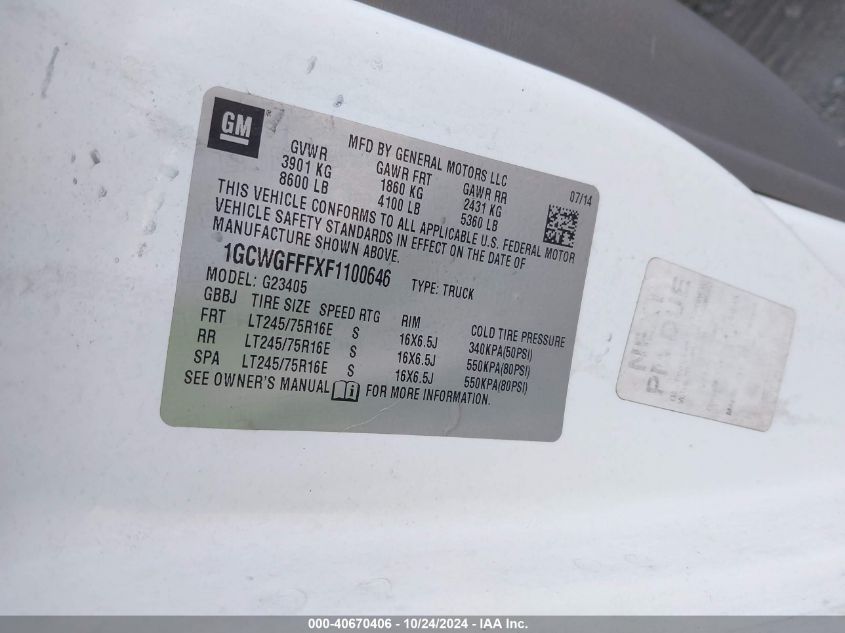 GM
MFD BY GENERAL MOTORS LLC
07/14
GVWR GAWR FRT GAWR RR
3901 KG 1860 KG 2431 KG
8600 LB 4100 LB 5360 LB
THIS VEHICLE CONFORMS TO ALL APPLICABLE U.S. FEDERAL MOTOR
VEHICLE SAFETY STANDARDS IN EFFECT ON THE DATE OF
MANUFACTURE SHOWN ABOVE.
1GCWGFFFXF1100646 TYPE: TRUCK
MODEL: G23405
GBBJ TIRE SIZE SPEED RTG RIM COLD TIRE PRESSURE
FRT LT245/75R16E S 16X6.5J 340KPA(50PSI)
RR LT245/75R16E S 16X6.5J 550KPA(80PSI)
SPA LT245/75R16E S 16X6.5J 550KPA(80PSI)
SEE OWNER'S MANUAL FOR MORE INFORMATION.
000-40670406 - 10/24/2024 - IAA Inc.